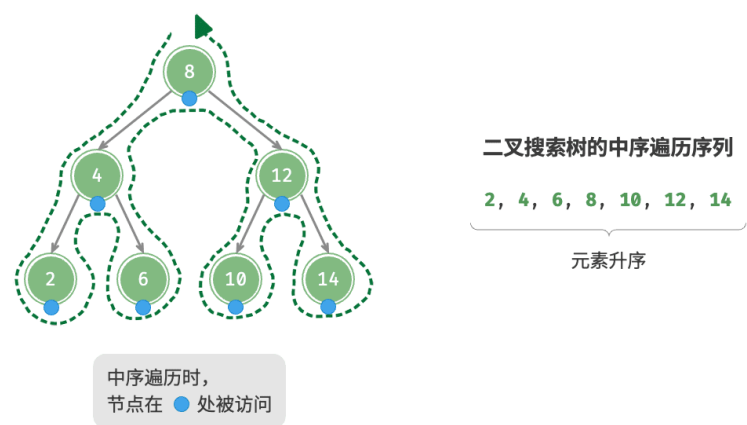 8
4
12
2
6
10
14
二叉搜索树的中序遍历序列
2, 4, 6, 8, 10, 12, 14
元素升序
中序遍历时，
节点在 处被访问